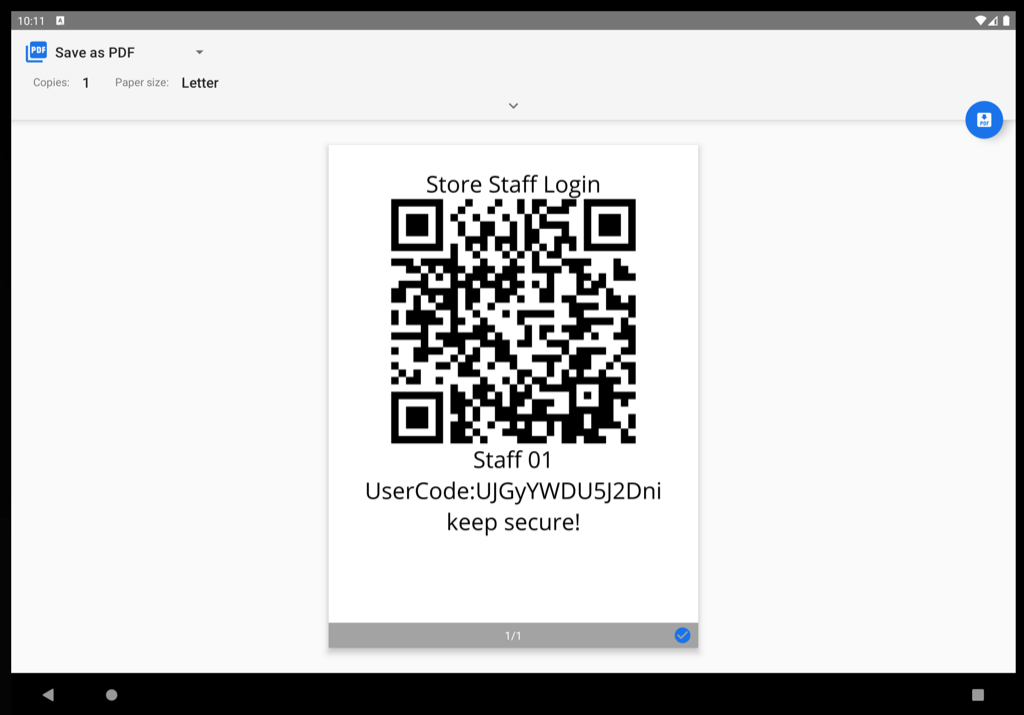 10:11
PDF Save as PDF
Copies: 1 Paper size: Letter
PDF
Store Staff Login
Staff 01
UserCode:UJGyYWDU5J2Dni
keep secure!
1/1